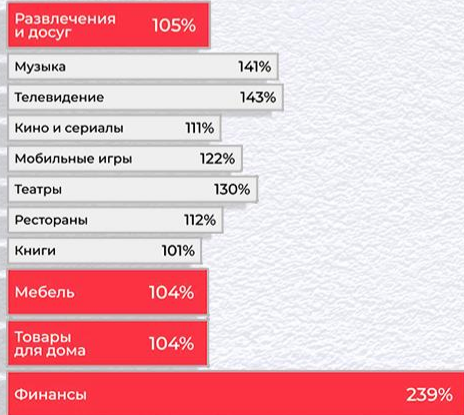 Развлечения
и досуг 105%
Музыка 141%
Телевидение 143%
Кино и сериалы 111%
Мобильные игры 122%
Театры 130%
Рестораны 112%
Книги 101%
Мебель 104%
Товары
для дома 104%
Финансы 239%